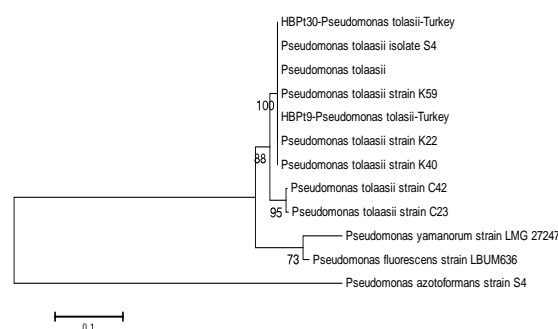 HBPt30-Pseudomonas tolasii-Turkey
Pseudomonas tolaasii isolate S4
Pseudomonas tolaasii
Pseudomonas tolaasii strain K59
100
HBPt9-Pseudomonas tolasii-Turkey
Pseudomonas tolaasii strain K22
88
Pseudomonas tolaasii strain K40
Pseudomonas tolaasii strain C42
95
Pseudomonas tolaasii strain C23
Pseudomonas yamanorum strain LMG 27247
73
Pseudomonas fluorescens strain LBUM636
Pseudomonas azotoformans strain S4
0.1